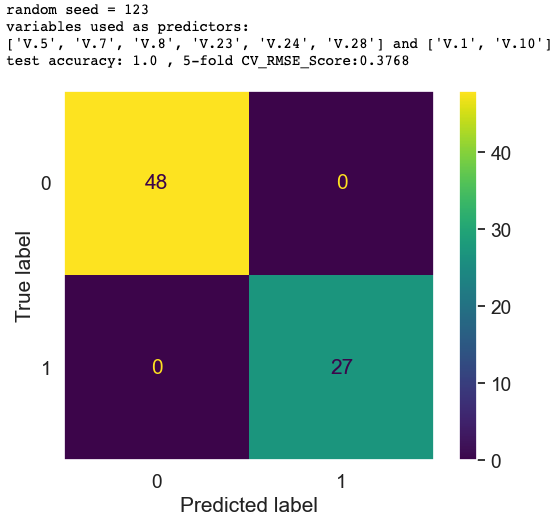 random seed = 123
variables used as predictors:
['V.5', 'V.7', 'V.8', 'V.23', 'V.24', 'V.28'] and ['V.1', 'V.10']
test accuracy: 1.0 , 5-fold CV_RMSE_Score:0.3768
48
0
0
27
0
1
True label
0
1
Predicted label
40
30
20
10
0